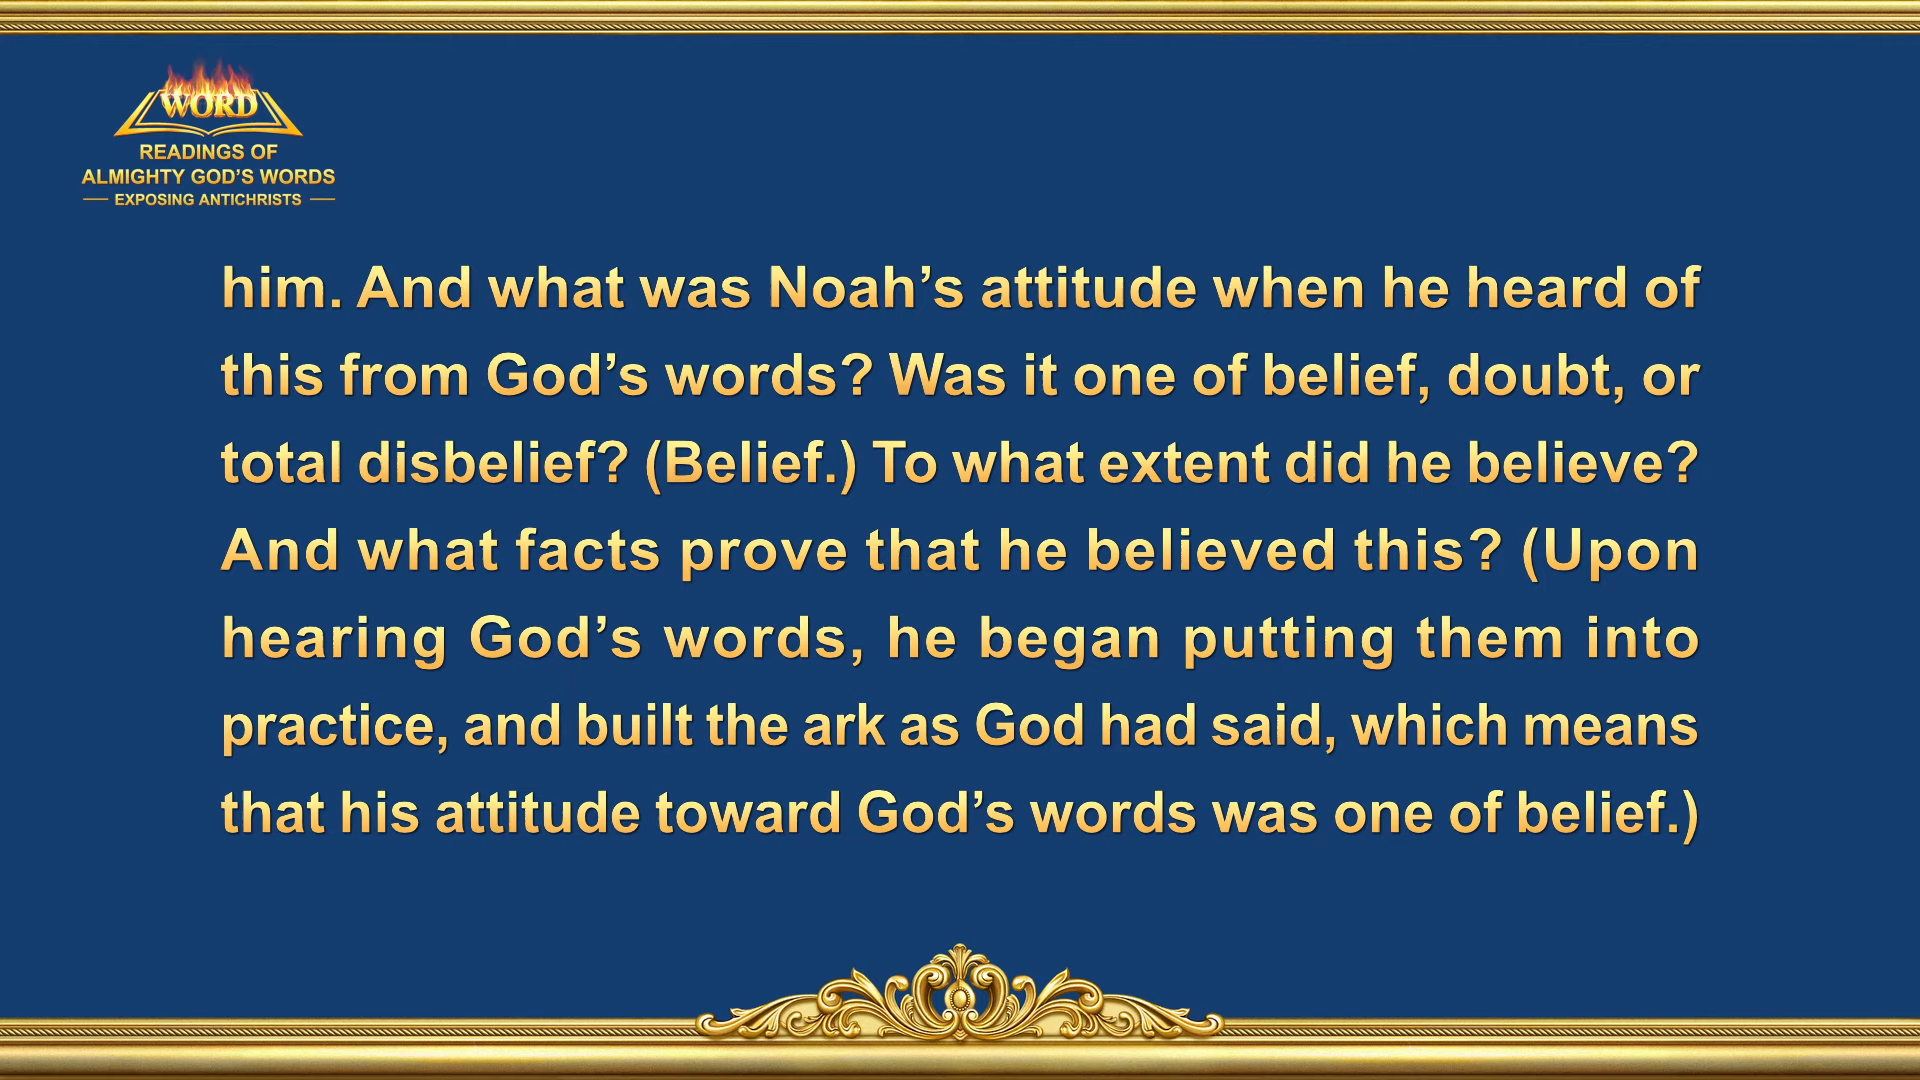 WORD
READINGS OF
ALMIGHTY GOD’S WORDS
EXPOSING ANTICHRISTS
him. And what was Noah’s attitude when he heard of
this from God’s words? Was it one of belief, doubt, or
total disbelief? (Belief.) To what extent did he believe?
And what facts prove that he believed this? (Upon
hearing God’s words, he began putting them into
practice, and built the ark as God had said, which means
that his attitude toward God’s words was one of belief.)